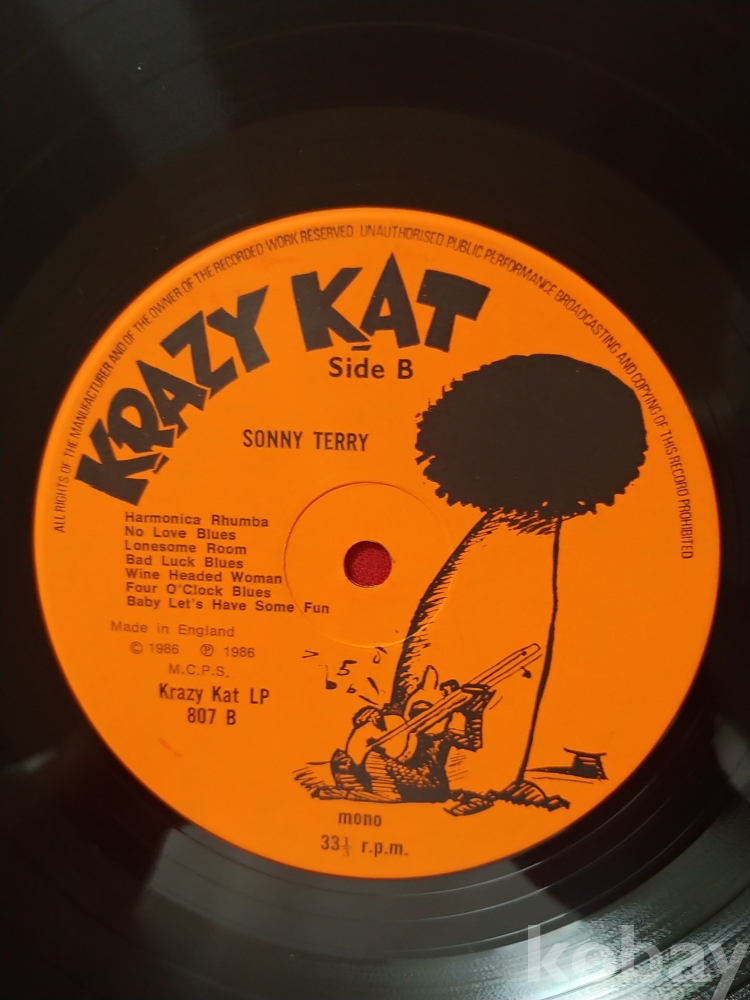 ALL RIGHTS OF THE MANUFACTURER AND OF THE OWNER OF THE RECORDED WORK RESERVED · UNAUTHORISED PUBLIC PERFORMANCE BROADCASTING AND COPYING OF THIS RECORD PROHIBITED
KRAZY KAT
Side B
SONNY TERRY
Harmonica Rhumba
No Love Blues
Lonesome Room
Bad Luck Blues
Wine Headed Woman
Four O'Clock Blues
Baby Let's Have Some Fun
Made in England
© 1986 ℗ 1986
M.C.P.S.
Krazy Kat LP
807 B
mono
33⅓ r.p.m.
kobay